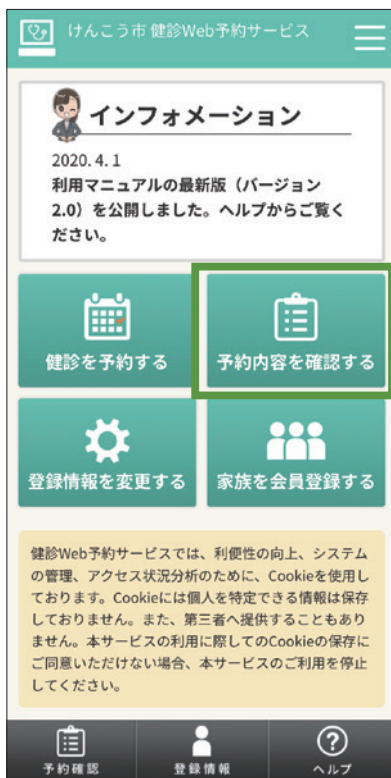 けんこう市 健診Web予約サービス
インフォメーション
2020. 4. 1
利用マニュアルの最新版（バージョン
2.0）を公開しました。ヘルプからご覧く
ださい。
健診を予約する
予約内容を確認する
登録情報を変更する
家族を会員登録する
健診Web予約サービスでは、利便性の向上、システム
の管理、アクセス状況分析のために、Cookieを使用し
ております。Cookieには個人を特定できる情報は保存
しておりません。また、第三者へ提供することもあり
ません。本サービスの利用に際してのCookieの保存に
ご同意いただけない場合、本サービスのご利用を停止
してください。
予約確認
登録情報
ヘルプ